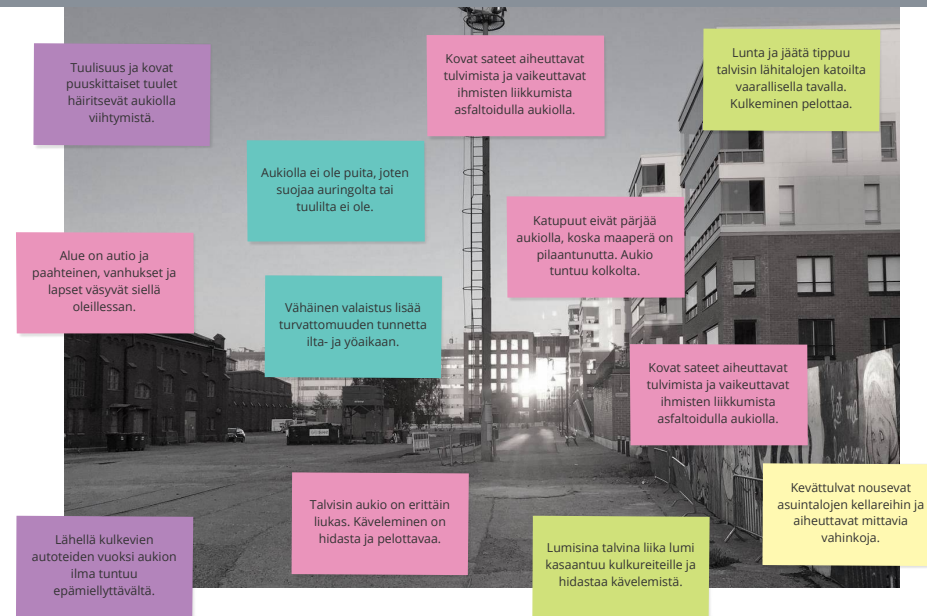 Tuulisuus ja kovat
puuskittaiset tuulet
häiritsevät aukiolla
viihtymistä.
Kovat sateet aiheuttavat
tulvimista ja vaikeuttavat
ihmisten liikkumista
asfaltoidulla aukiolla.
Lunta ja jäätä tippuu
talvisin lähitalojen katoilta
vaarallisella tavalla.
Kulkeminen pelottaa.
Aukiolla ei ole puita, joten
suojaa auringolta tai
tuulilta ei ole.
Katupuut eivät pärjää
aukiolla, koska maaperä on
pilaantunutta. Aukio
tuntuu kolkolta.
Alue on autio ja
paahteinen, vanhukset ja
lapset väsyvät siellä
oleillessan.
Vähäinen valaistus lisää
turvattomuuden tunnetta
ilta- ja yöaikaan.
Kovat sateet aiheuttavat
tulvimista ja vaikeuttavat
ihmisten liikkumista
asfaltoidulla aukiolla.
Talvisin aukio on erittäin
liukas. Käveleminen on
hidasta ja pelottavaa.
Kevättulvat nousevat
asuintalojen kellareihin ja
aiheuttavat mittavia
vahinkoja.
Lähellä kulkevien
autoteiden vuoksi aukion
ilma tuntuu
epämiellyttävältä.
Lumisina talvina liika lumi
kasaantuu kulkureiteille ja
hidastaa kävelemistä.